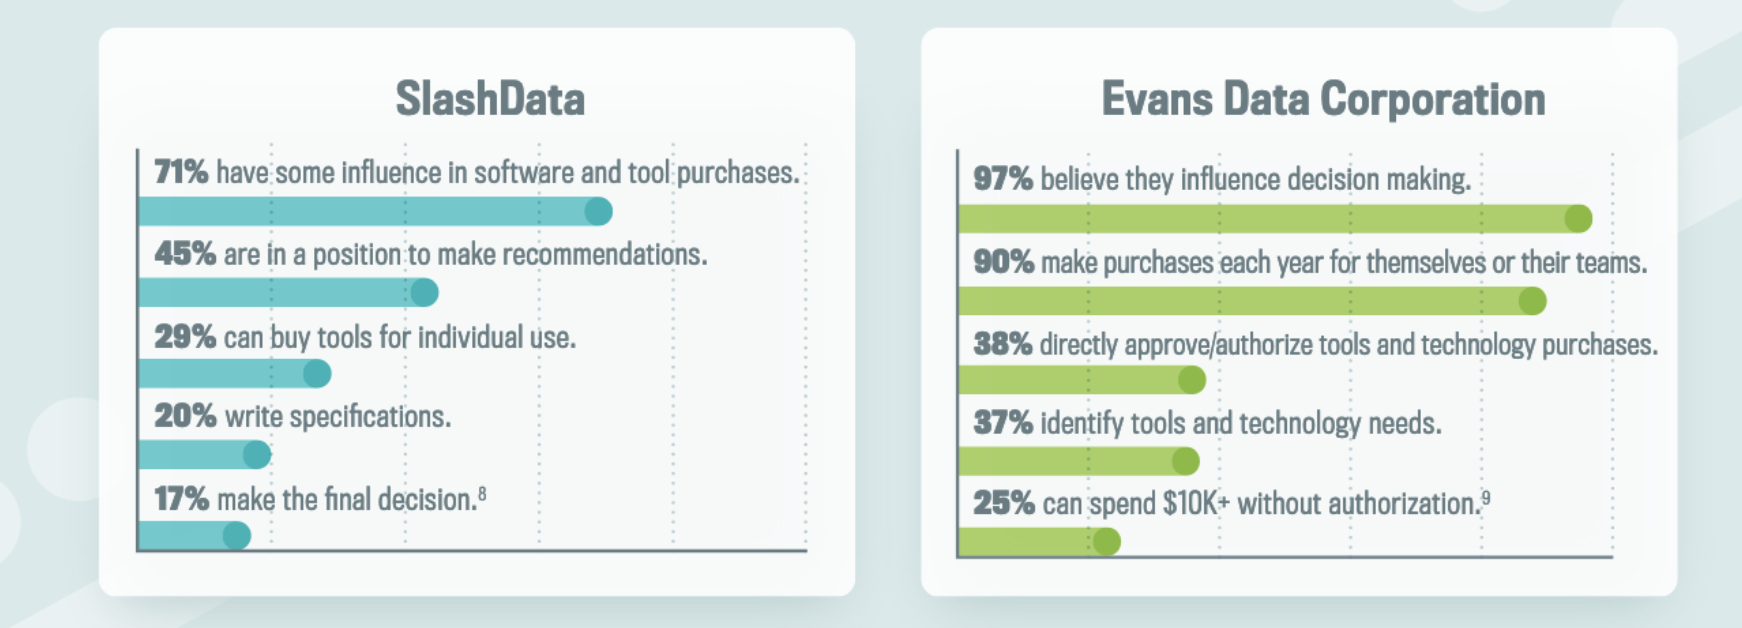 SlashData
71% have some influence in software and tool purchases.
45% are in a position to make recommendations.
29% can buy tools for individual use.
20% write specifications.
17% make the final decision.⁸
Evans Data Corporation
97% believe they influence decision making.
90% make purchases each year for themselves or their teams.
38% directly approve/authorize tools and technology purchases.
37% identify tools and technology needs.
25% can spend $10K+ without authorization.⁹